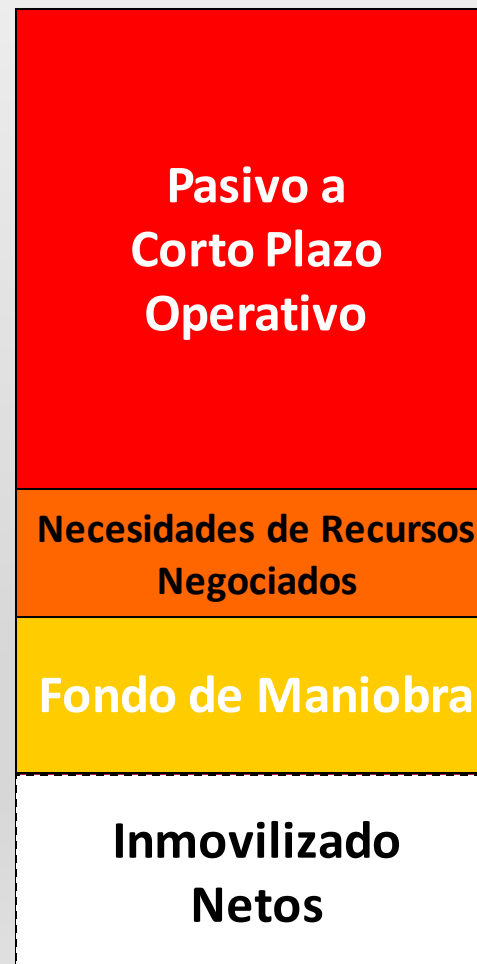 Pasivo a
Corto Plazo
Operativo
Necesidades de Recursos
Negociados
Fondo de Maniobra
Inmovilizado
Netos